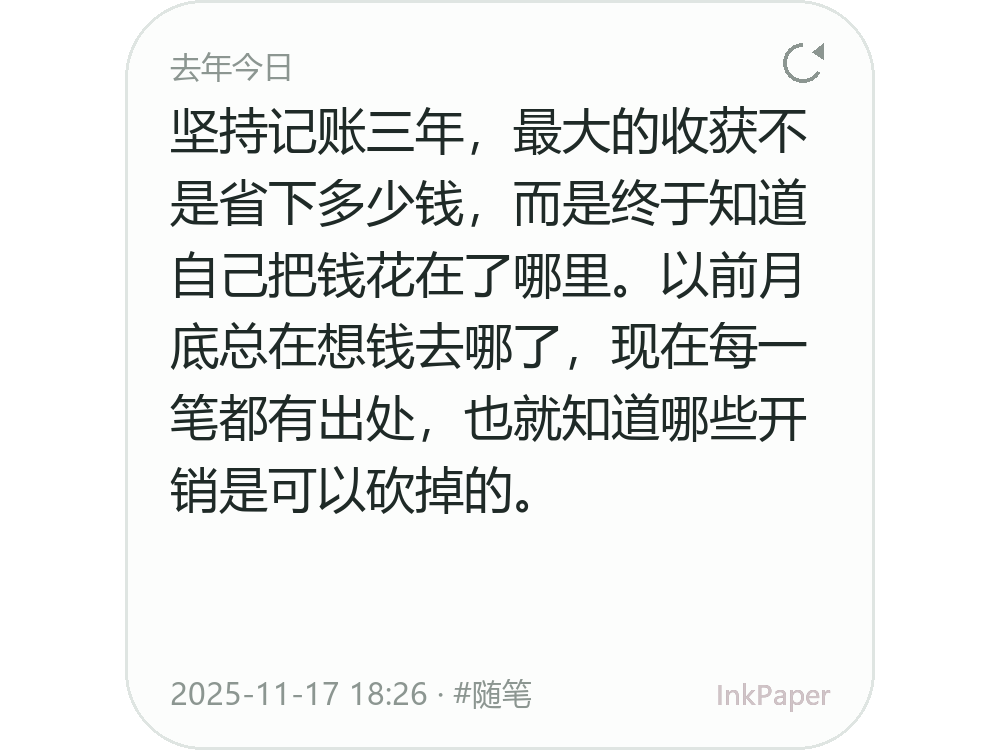 去年今日
坚持记账三年，最大的收获不
是省下多少钱，而是终于知道
自己把钱花在了哪里。以前月
底总在想钱去哪了，现在每一
笔都有出处，也就知道哪些开
销是可以砍掉的。
2025-11-17 18:26 · #随笔
InkPaper